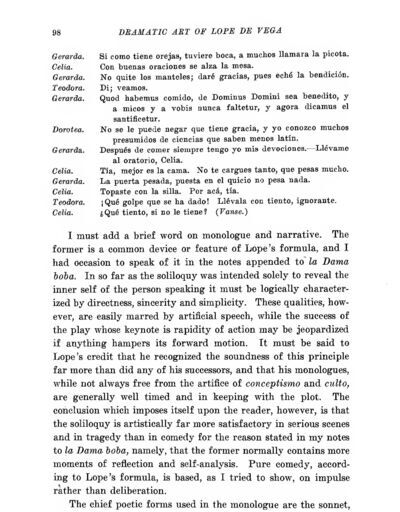 98 DRAMATIC ART OF LOPE DE VEGA
Gerarda. Si como tiene orejas, tuviere boca, a muchos llamara la picota.
Celia. Con buenas oraciones se alza la mesa.
Gerarda. No quite los manteles; daré gracias, pues eché la bendición.
Teodora. Di; veamos.
Gerarda. Quod habemus comido, de Dominus Domini sea benedito, y
a micos y a vobis nunca faltetur, y agora dicamus el
santificetur.
Dorotea. No se le puede negar que tiene gracia, y yo conozco muchos
presumidos de ciencias que saben menos latín.
Gerarda. Después de comer siempre tengo yo mis devociones.—Llévame
al oratorio, Celia.
Celia. Tía, mejor es la cama. No te cargues tanto, que pesas mucho.
Gerarda. La puerta pesada, puesta en el quicio no pesa nada.
Celia. Topaste con la silla. Por acá, tía.
Teodora. ¡Qué golpe que se ha dado! Llévala con tiento, ignorante.
Celia. ¿Qué tiento, si no le tiene? (Vanse.)
I must add a brief word on monologue and narrative. The
former is a common device or feature of Lope's formula, and I
had occasion to speak of it in the notes appended to la Dama
boba. In so far as the soliloquy was intended solely to reveal the
inner self of the person speaking it must be logically character-
ized by directness, sincerity and simplicity. These qualities, how-
ever, are easily marred by artificial speech, while the success of
the play whose keynote is rapidity of action may be jeopardized
if anything hampers its forward motion. It must be said to
Lope's credit that he recognized the soundness of this principle
far more than did any of his successors, and that his monologues,
while not always free from the artifice of conceptismo and culto,
are generally well timed and in keeping with the plot. The
conclusion which imposes itself upon the reader, however, is that
the soliloquy is artistically far more satisfactory in serious scenes
and in tragedy than in comedy for the reason stated in my notes
to la Dama boba, namely, that the former normally contains more
moments of reflection and self-analysis. Pure comedy, accord-
ing to Lope's formula, is based, as I tried to show, on impulse
rather than deliberation.
The chief poetic forms used in the monologue are the sonnet,